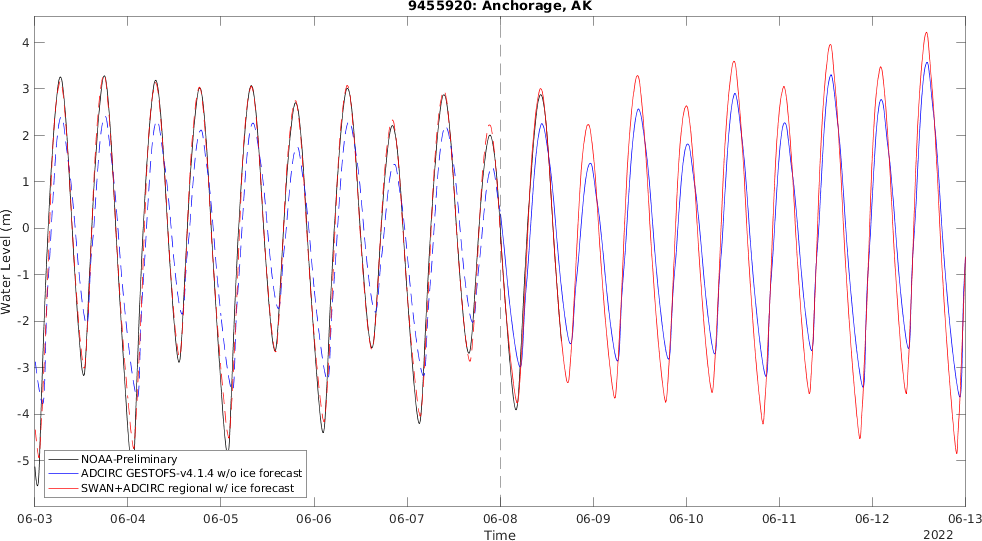 9455920: Anchorage, AK
4
3
2
1
0
-1
-2
-3
-4
-5
Water Level (m)
NOAA-Preliminary
ADCIRC GESTOFS-v4.1.4 w/o ice forecast
SWAN+ADCIRC regional w/ ice forecast
06-03 06-04 06-05 06-06 06-07 06-08 06-09 06-10 06-11 06-12 06-13
Time
2022